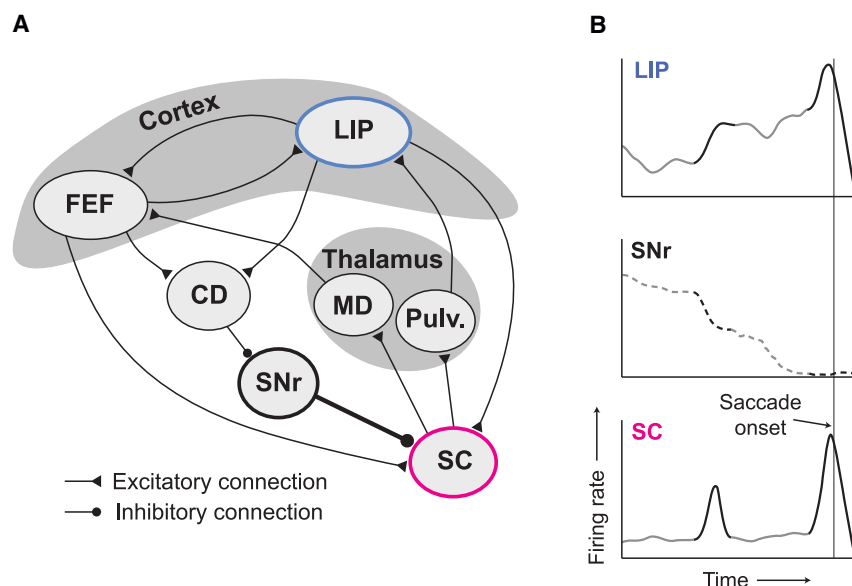 A
Cortex
LIP
FEF
Thalamus
CD
MD
Pulv.
SNr
SC
Excitatory connection
Inhibitory connection
B
LIP
SNr
SC
Saccade
onset
Firing rate
Time